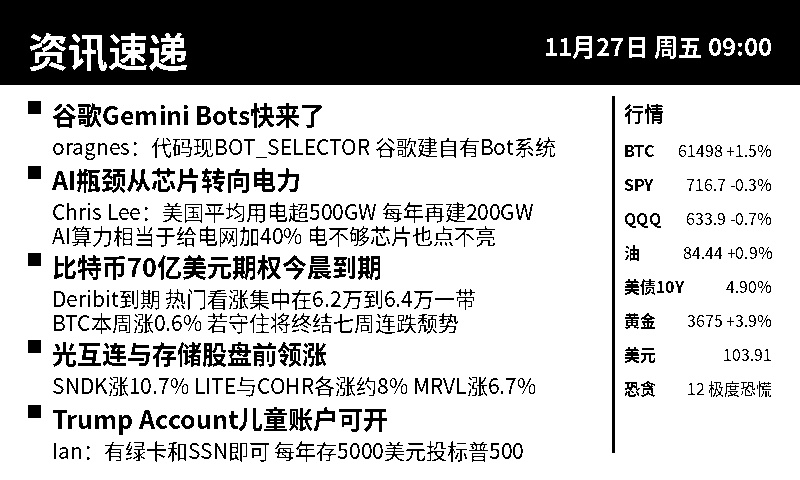 资讯速递
11月27日 周五 09:00
谷歌Gemini Bots快来了
oragnes：代码现BOT_SELECTOR 谷歌建自有Bot系统
AI瓶颈从芯片转向电力
Chris Lee：美国平均用电超500GW 每年再建200GW
AI算力相当于给电网加40% 电不够芯片也点不亮
比特币70亿美元期权今晨到期
Deribit到期 热门看涨集中在6.2万到6.4万一带
BTC本周涨0.6% 若守住将终结七周连跌颓势
光互连与存储股盘前领涨
SNDK涨10.7% LITE与COHR各涨约8% MRVL涨6.7%
Trump Account儿童账户可开
Ian：有绿卡和SSN即可 每年存5000美元投标普500
行情
BTC 61498 +1.5%
SPY 716.7 -0.3%
QQQ 633.9 -0.7%
油 84.44 +0.9%
美债10Y 4.90%
黄金 3675 +3.9%
美元 103.91
恐贪 12 极度恐慌